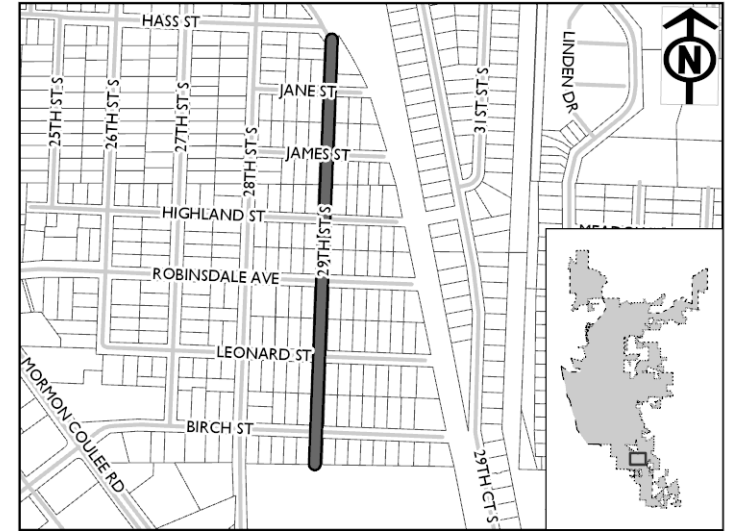 HASS ST
N
JANE ST
JAMES ST
HIGHLAND ST
ROBINSDALE AVE
LEONARD ST
BIRCH ST
MORMON COULEE RD
25TH ST S
26TH ST S
27TH ST S
28TH ST S
29TH ST S
31ST ST S
LINDEN DR
29TH CT S